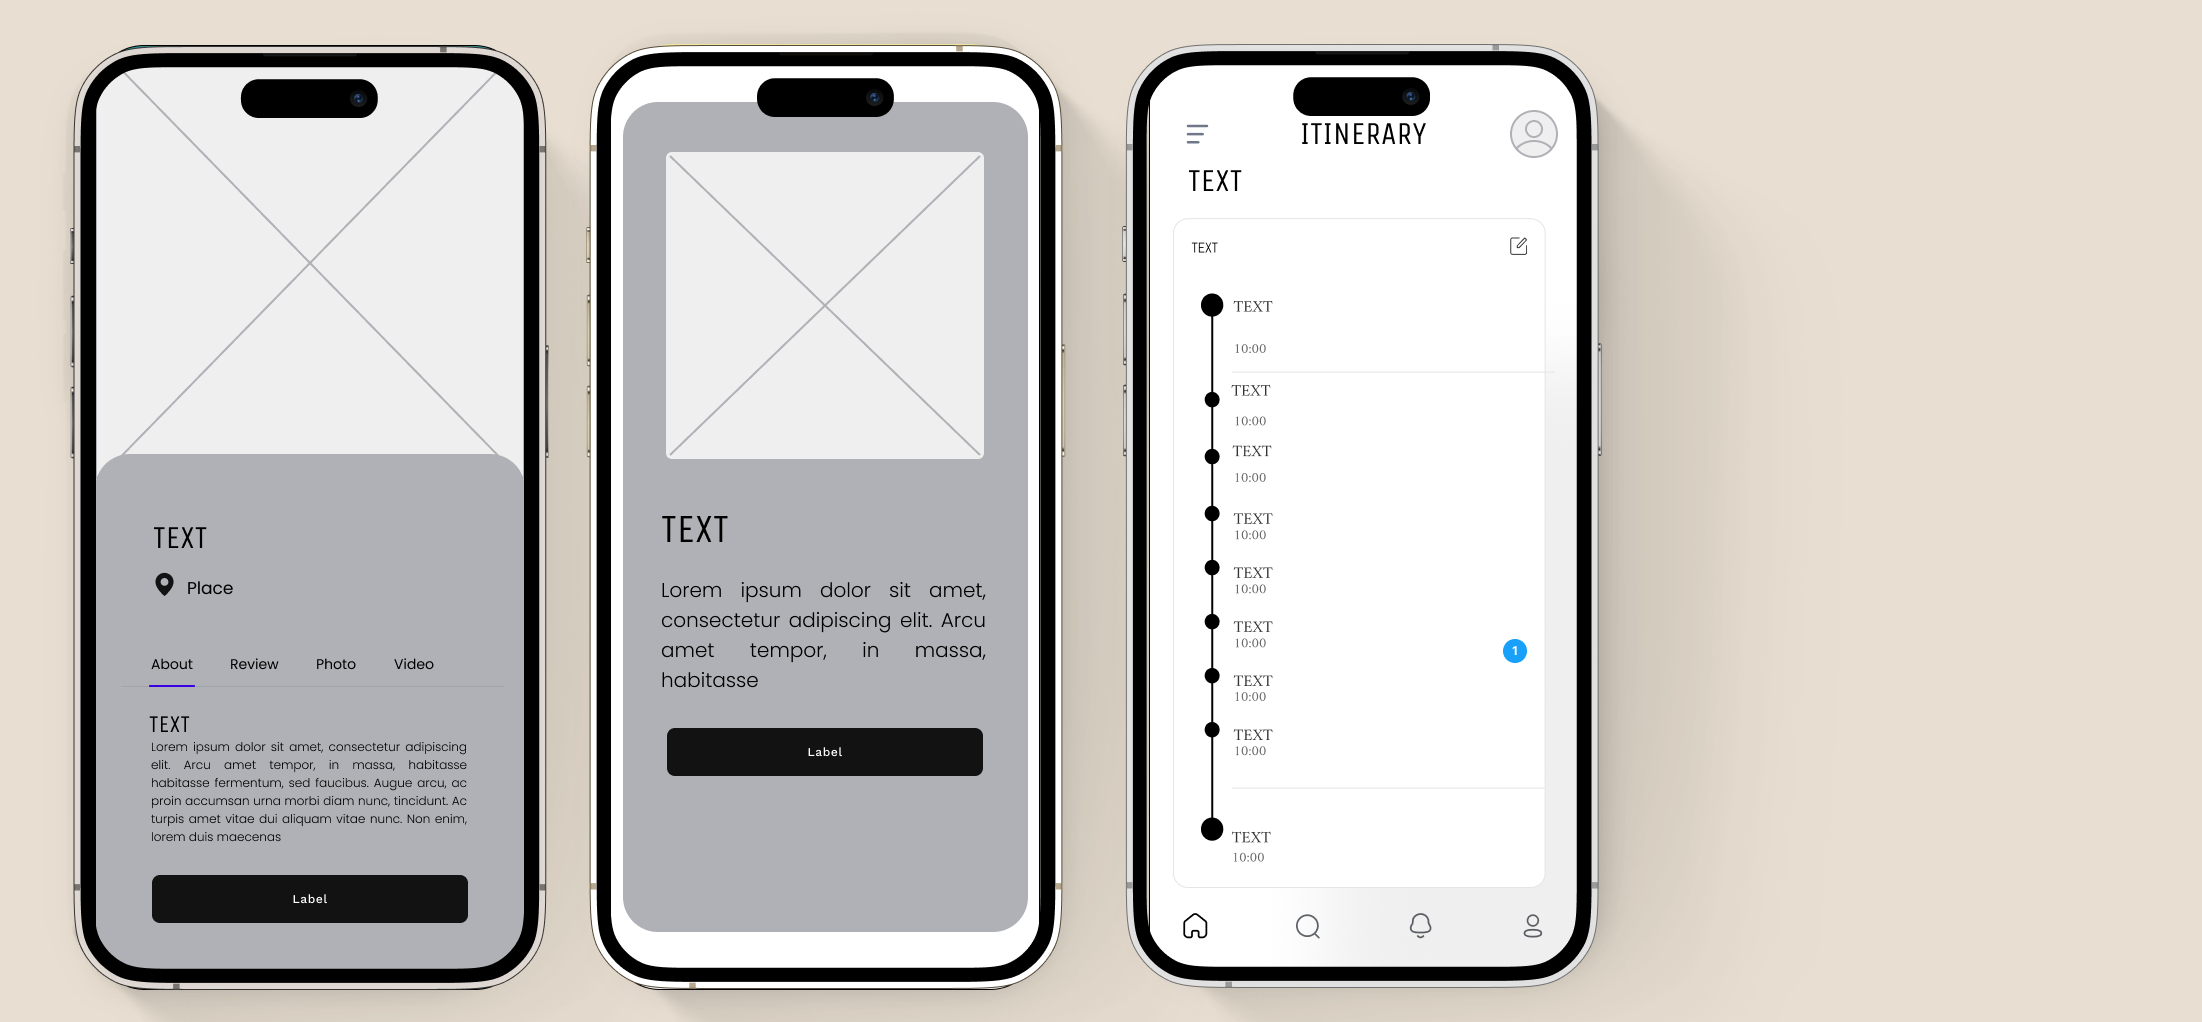 TEXT
Place
About Review Photo Video
TEXT
Lorem ipsum dolor sit amet, consectetur adipiscing
elit. Arcu amet tempor, in massa, habitasse
habitasse fermentum, sed faucibus. Augue arcu, ac
proin accumsan urna morbi diam nunc, tincidunt. Ac
turpis amet vitae dui aliquam vitae nunc. Non enim,
lorem duis maecenas
Label
TEXT
Lorem ipsum dolor sit amet,
consectetur adipiscing elit. Arcu
amet tempor, in massa,
habitasse
Label
ITINERARY
TEXT
TEXT
TEXT
10:00
TEXT
10:00
TEXT
10:00
TEXT
10:00
TEXT
10:00
TEXT
10:00
1
TEXT
10:00
TEXT
10:00
TEXT
10:00